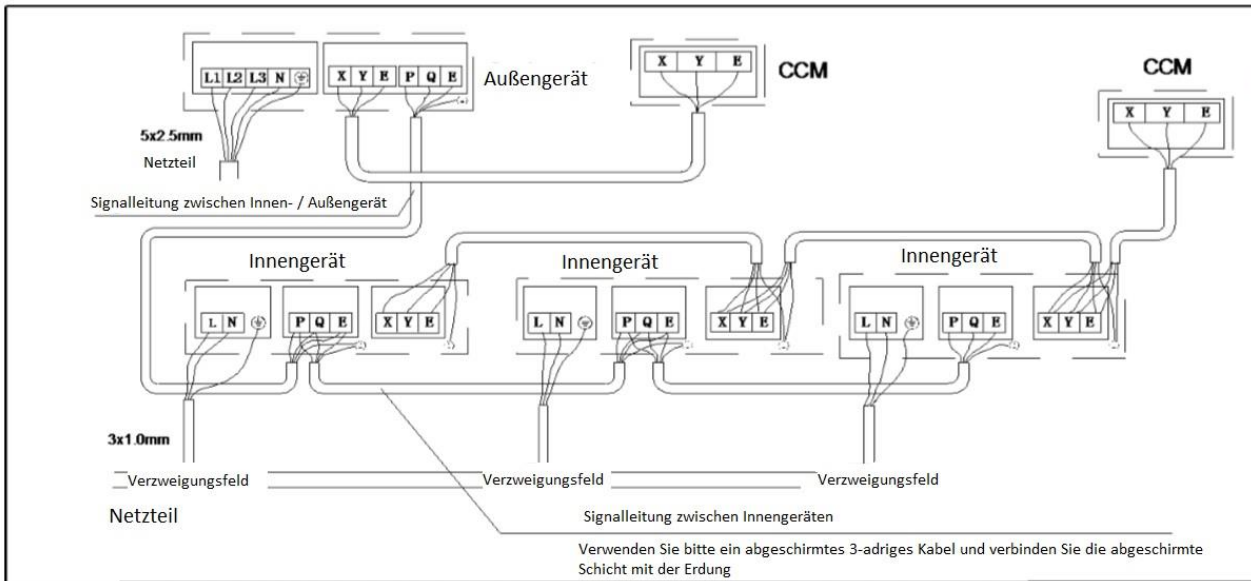 L1 L2 L3 N
X Y E P Q E
Außengerät
X Y E
CCM
CCM
X Y E
5x2.5mm
Netzteil
Signalleitung zwischen Innen- / Außengerät
Innengerät
Innengerät
Innengerät
L N
P Q E
X Y E
L N
P Q E
X Y E
L N
P Q E
X Y E
3x1.0mm
Verzweigungsfeld
Verzweigungsfeld
Verzweigungsfeld
Netzteil
Signalleitung zwischen Innengeräten
Verwenden Sie bitte ein abgeschirmtes 3-adriges Kabel und verbinden Sie die abgeschirmte
Schicht mit der Erdung